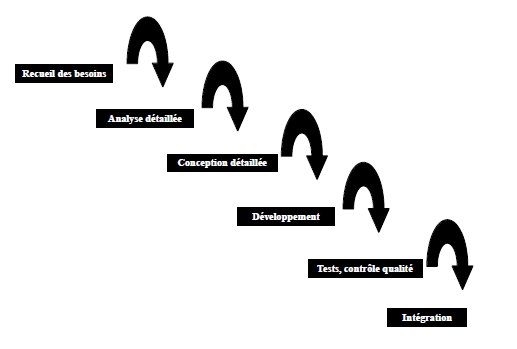 Recueil des besoins
Analyse détaillée
Conception détaillée
Développement
Tests, contrôle qualité
Intégration